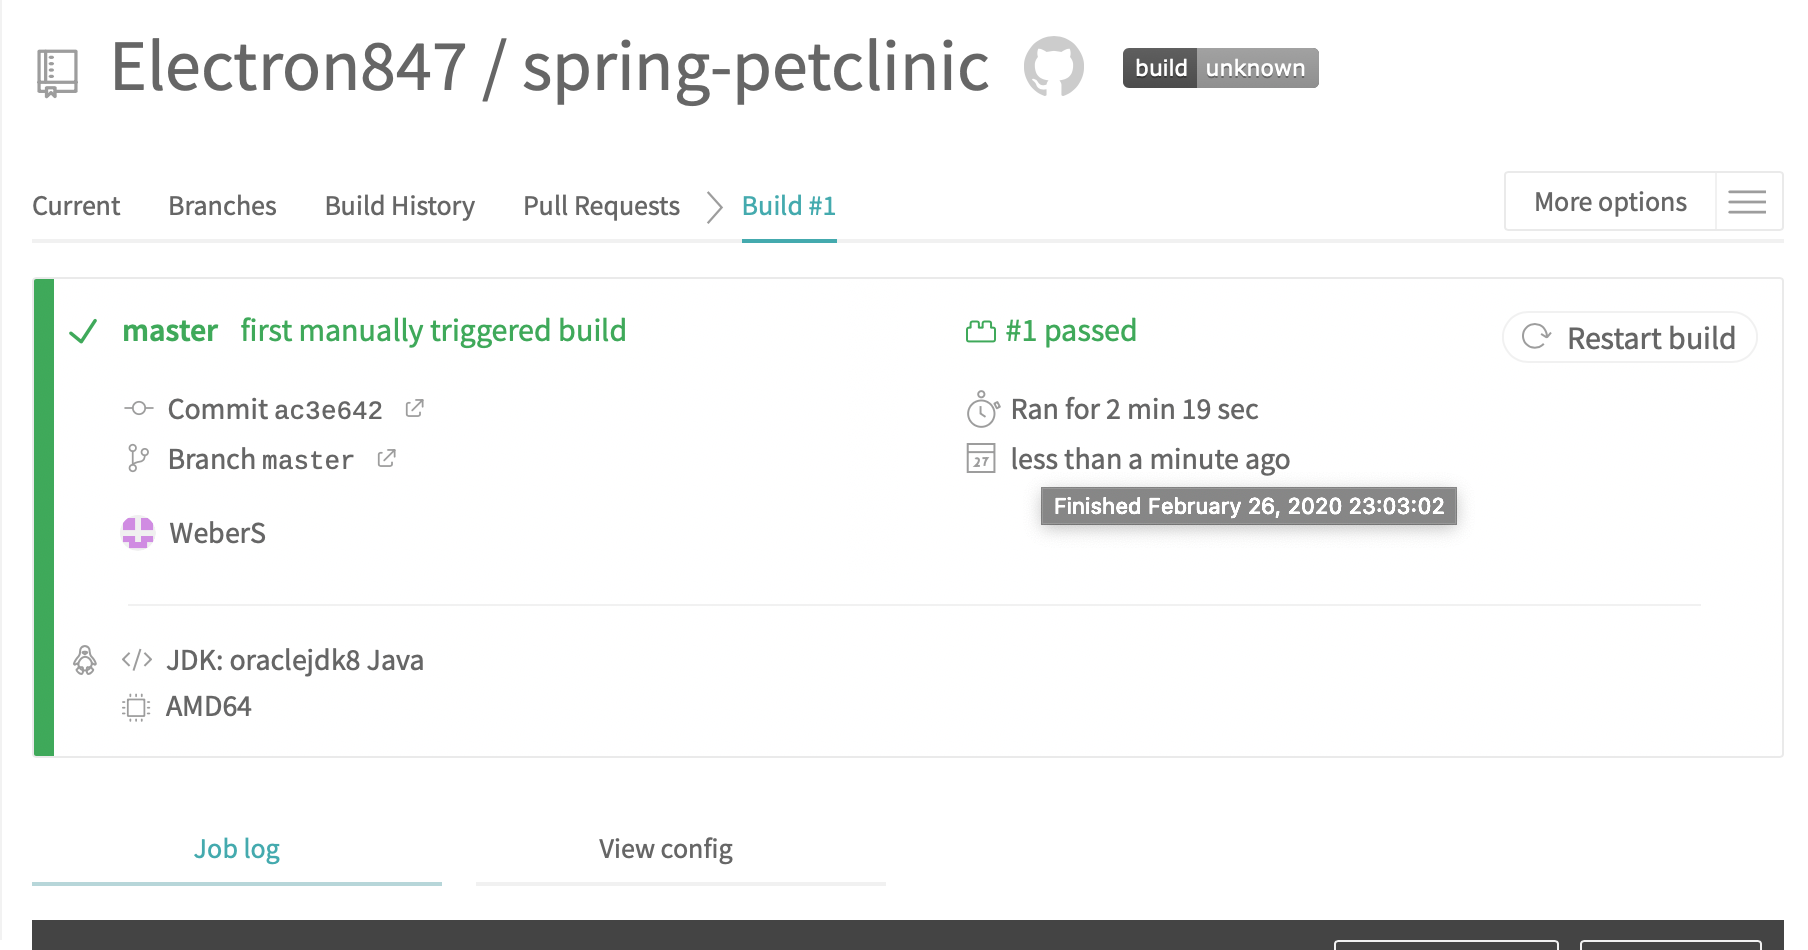 Electron847 / spring-petclinic
build unknown
Current Branches Build History Pull Requests Build #1
More options
master first manually triggered build
#1 passed
Restart build
Commit ac3e642
Ran for 2 min 19 sec
Branch master
27 less than a minute ago
Finished February 26, 2020 23:03:02
WeberS
</> JDK: oraclejdk8 Java
AMD64
Job log View config